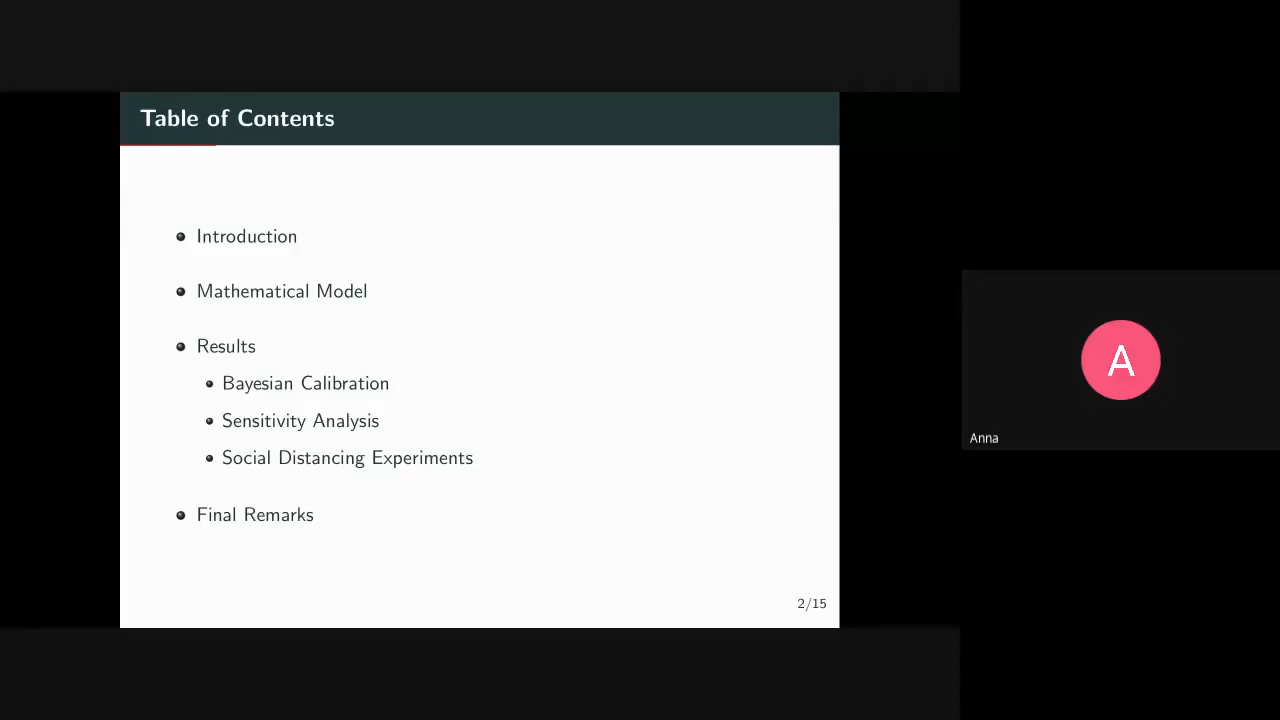 Table of Contents
Introduction
Mathematical Model
Results
Bayesian Calibration
Sensitivity Analysis
Social Distancing Experiments
Final Remarks
2/15
A
Anna